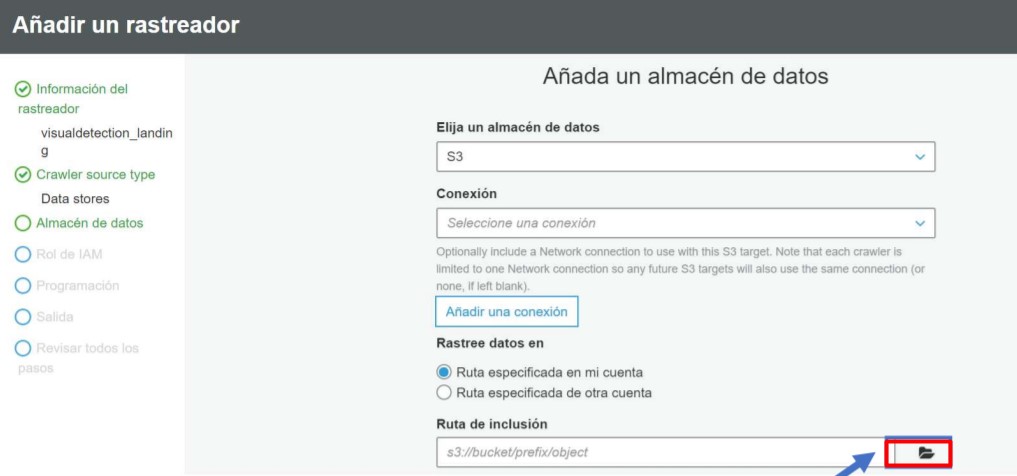 Añadir un rastreador
Información del
rastreador
visualdetection_landin
g
Crawler source type
Data stores
Almacén de datos
Rol de IAM
Programación
Salida
Revisar todos los
pasos
Añada un almacén de datos
Elija un almacén de datos
S3
Conexión
Seleccione una conexión
Optionally include a Network connection to use with this S3 target. Note that each crawler is
limited to one Network connection so any future S3 targets will also use the same connection (or
none, if left blank).
Añadir una conexión
Rastree datos en
Ruta especificada en mi cuenta
Ruta especificada de otra cuenta
Ruta de inclusión
s3://bucket/prefix/object